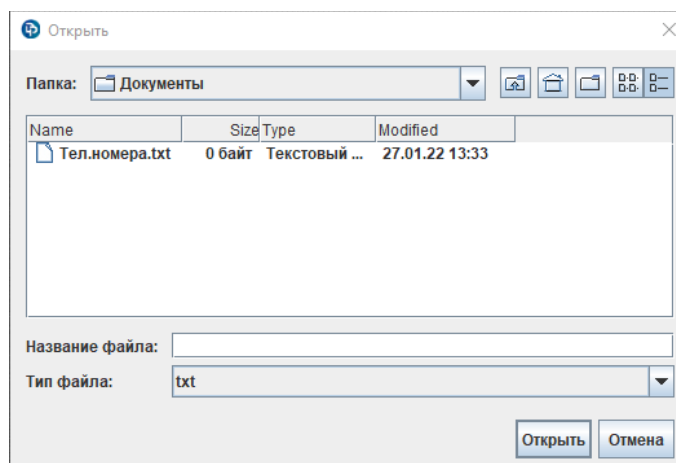 Открыть
Папка: Документы
Name Size Type Modified
Тел.номера.txt 0 байт Текстовый ... 27.01.22 13:33
Название файла:
Тип файла: txt
Открыть Отмена